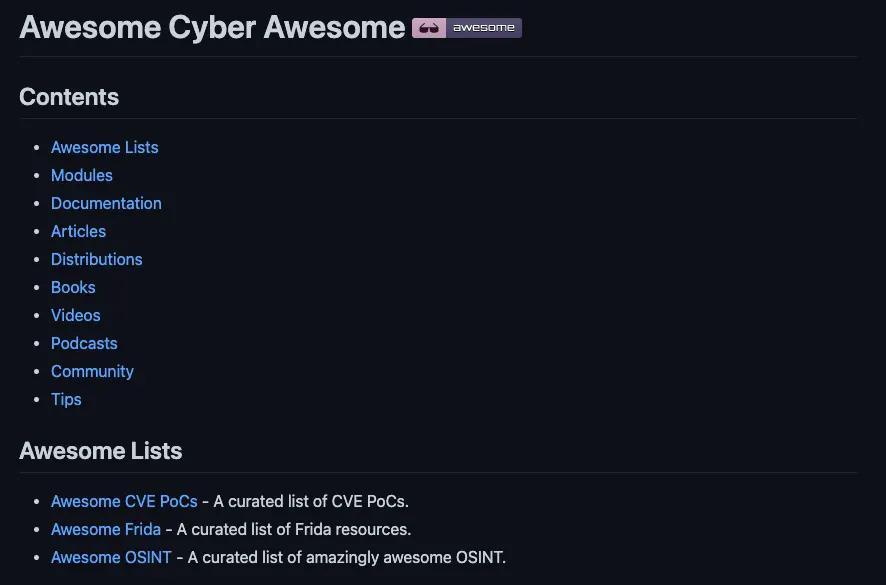 Awesome Cyber Awesome awesome
Contents
Awesome Lists
Modules
Documentation
Articles
Distributions
Books
Videos
Podcasts
Community
Tips
Awesome Lists
Awesome CVE PoCs - A curated list of CVE PoCs.
Awesome Frida - A curated list of Frida resources.
Awesome OSINT - A curated list of amazingly awesome OSINT.